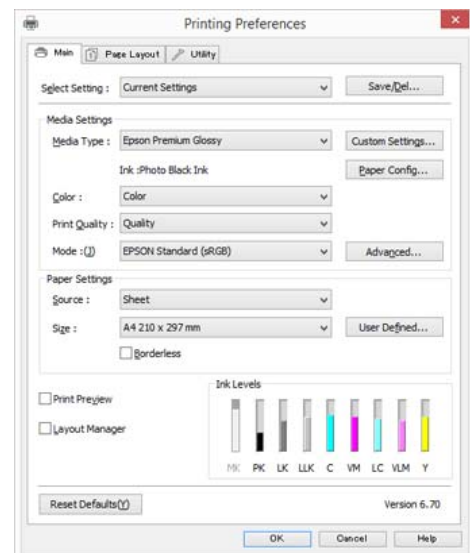 Printing Preferences
Main Page Layout Utility
Select Setting : Current Settings Save/Del...
Media Settings
Media Type : Epson Premium Glossy Custom Settings...
Ink :Photo Black Ink Paper Config...
Color : Color
Print Quality : Quality
Mode :(J) EPSON Standard (sRGB) Advanced...
Paper Settings
Source : Sheet
Size : A4 210 x 297 mm User Defined...
Borderless
Ink Levels
Print Preview
Layout Manager
MK PK LK LLK C VM LC VLM Y
Reset Defaults(Y) Version 6.70
OK Cancel Help